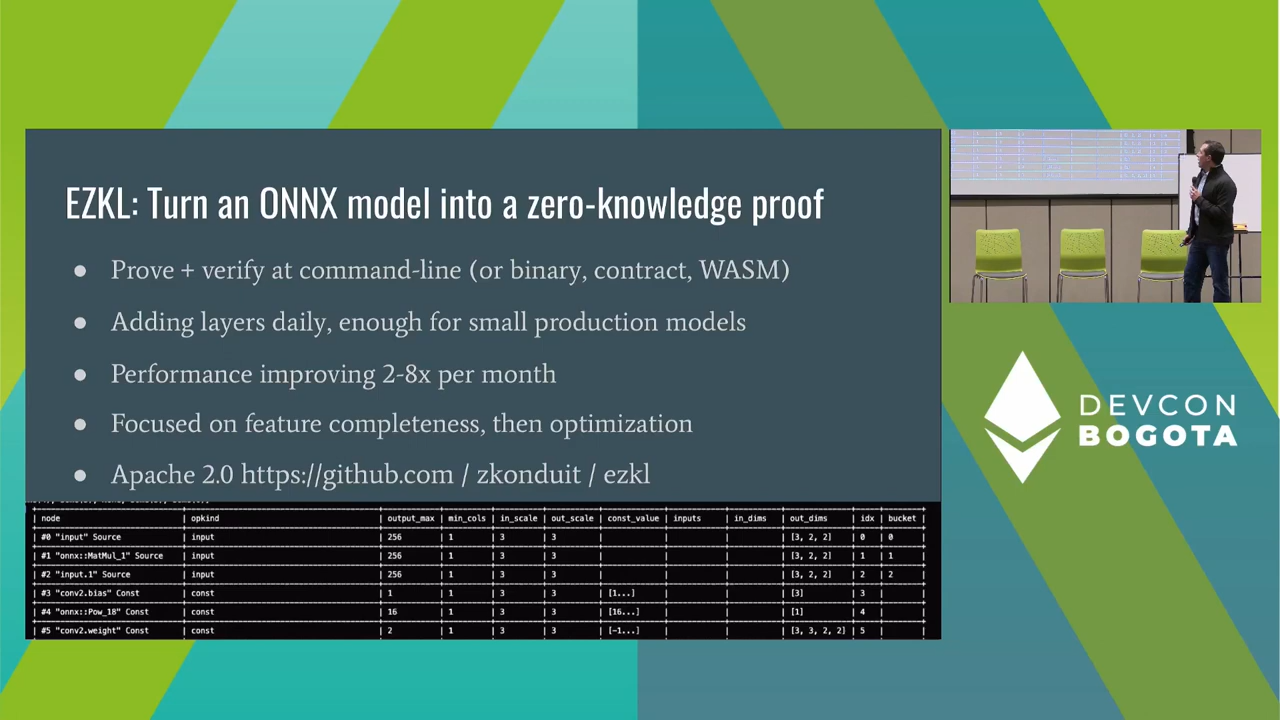 EZKL: Turn an ONNX model into a zero-knowledge proof
● Prove + verify at command-line (or binary, contract, WASM)
● Adding layers daily, enough for small production models
● Performance improving 2-8x per month
● Focused on feature completeness, then optimization
● Apache 2.0 https://github.com / zkonduit / ezkl
| node | opkind | output_max | min_cols | in_scale | out_scale | const_value | inputs | in_dims | out_dims | idx | bucket |
| #0 "input" Source | input | 256 | 1 | 3 | 3 | | | | [3, 2, 2] | 0 | 0 |
| #1 "onnx::MatMul_1" Source | input | 256 | 1 | 3 | 3 | | | | [3, 2, 2] | 1 | 1 |
| #2 "input.1" Source | input | 256 | 1 | 3 | 3 | | | | [3, 2, 2] | 2 | 2 |
| #3 "conv2.bias" Const | const | 1 | 1 | 3 | 3 | [1...] | | | [3] | 3 | |
| #4 "onnx::Pow_18" Const | const | 16 | 1 | 3 | 3 | [16...] | | | [1] | 4 | |
| #5 "conv2.weight" Const | const | 2 | 1 | 3 | 3 | [-1...] | | | [3, 3, 2, 2] | 5 | |
DEVCON
BOGOTA